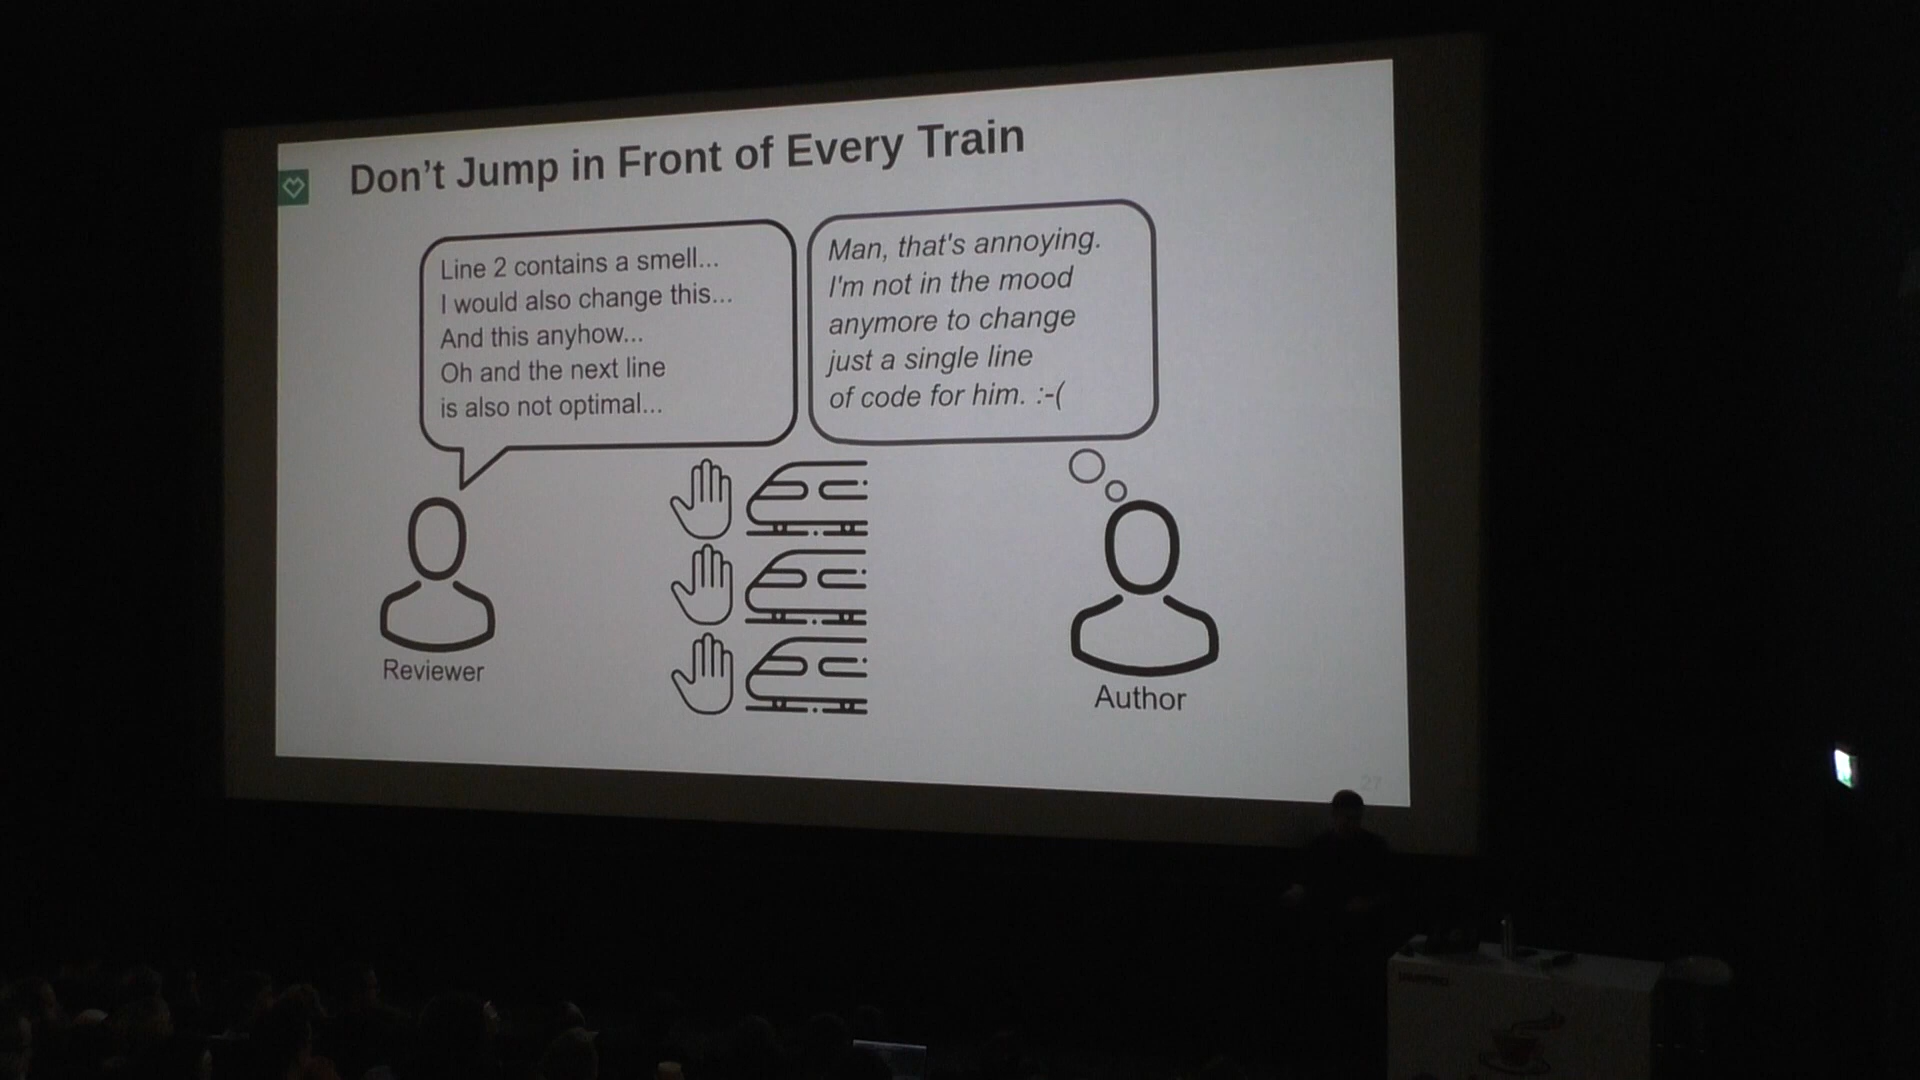 Don't Jump in Front of Every Train
Line 2 contains a smell...
I would also change this...
And this anyhow...
Oh and the next line
is also not optimal...
Man, that's annoying.
I'm not in the mood
anymore to change
just a single line
of code for him. :-(
Reviewer
Author
27